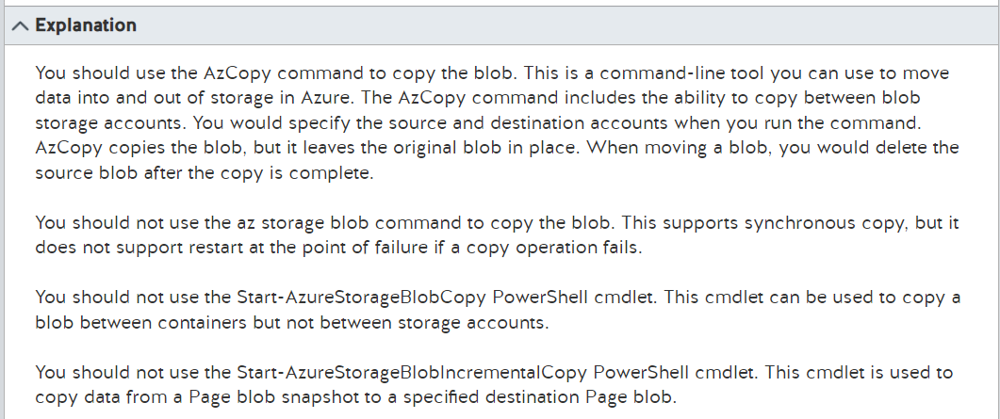 Explanation
You should use the AzCopy command to copy the blob. This is a command-line tool you can use to move
data into and out of storage in Azure. The AzCopy command includes the ability to copy between blob
storage accounts. You would specify the source and destination accounts when you run the command.
AzCopy copies the blob, but it leaves the original blob in place. When moving a blob, you would delete the
source blob after the copy is complete.
You should not use the az storage blob command to copy the blob. This supports synchronous copy, but it
does not support restart at the point of failure if a copy operation fails.
You should not use the Start-AzureStorageBlobCopy PowerShell cmdlet. This cmdlet can be used to copy a
blob between containers but not between storage accounts.
You should not use the Start-AzureStorageBlobIncrementalCopy PowerShell cmdlet. This cmdlet is used to
copy data from a Page blob snapshot to a specified destination Page blob.